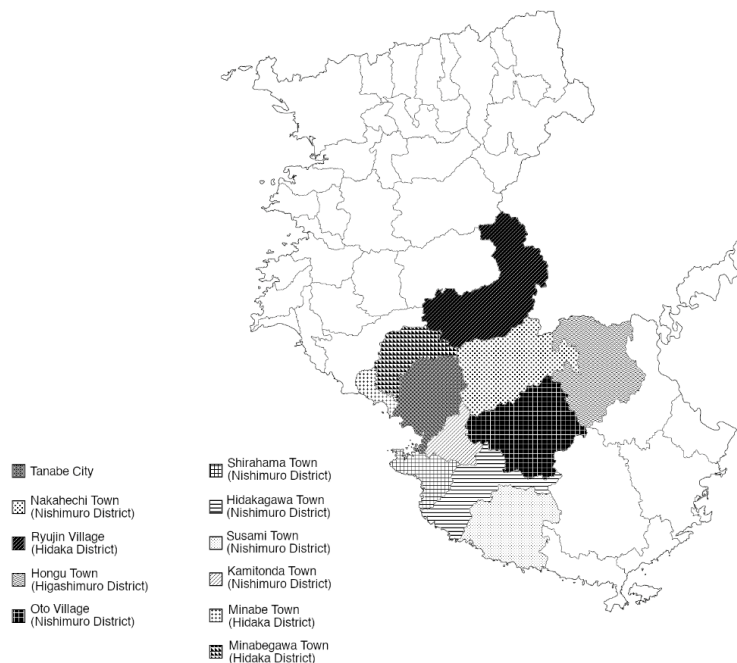 Tanabe City
Nakahechi Town
(Nishimuro District)
Ryujin Village
(Hidaka District)
Hongu Town
(Higashimuro District)
Oto Village
(Nishimuro District)
Shirahama Town
(Nishimuro District)
Hidakagawa Town
(Nishimuro District)
Susami Town
(Nishimuro District)
Kamitonda Town
(Nishimuro District)
Minabe Town
(Hidaka District)
Minabegawa Town
(Hidaka District)